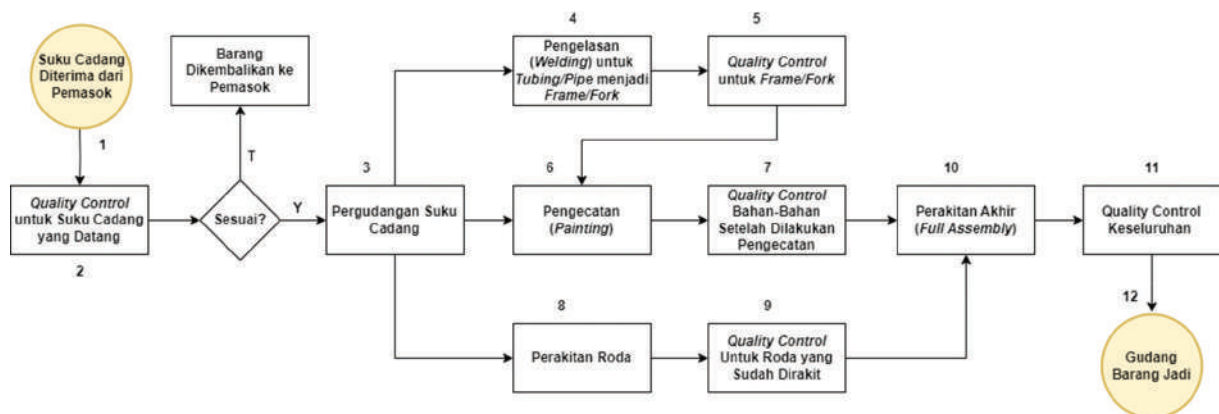 Suku Cadang
Diterima dari
Pemasok
1
Quality Control
untuk Suku Cadang
yang Datang
2
Barang
Dikembalikan ke
Pemasok
T
Sesuai?
Y
3
Pergudangan Suku
Cadang
4
Pengelasan
(Welding) untuk
Tubing/Pipe menjadi
Frame/Fork
5
Quality Control
untuk Frame/Fork
6
Pengecatan
(Painting)
7
Quality Control
Bahan-Bahan
Setelah Dilakukan
Pengecatan
8
Perakitan Roda
9
Quality Control
Untuk Roda yang
Sudah Dirakit
10
Perakitan Akhir
(Full Assembly)
11
Quality Control
Keseluruhan
12
Gudang
Barang Jadi